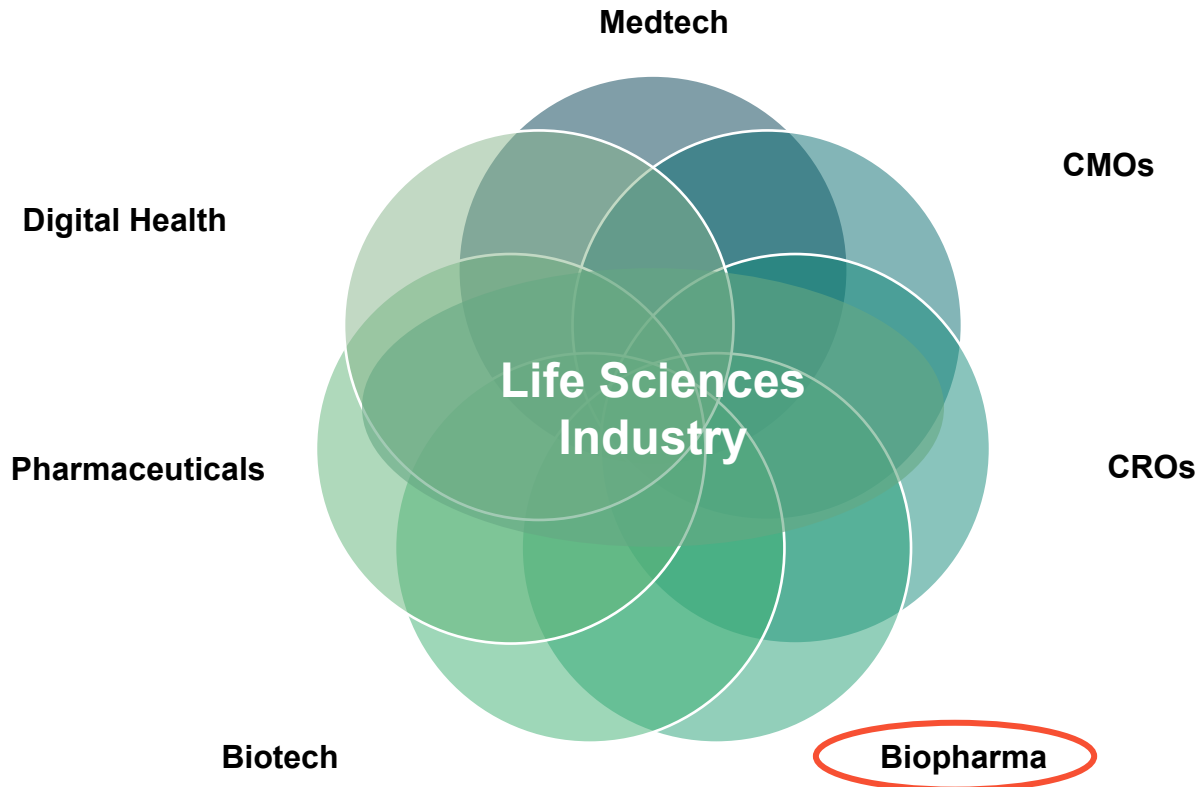 Medtech
CMOs
Digital Health
Life Sciences
Industry
Pharmaceuticals
CROs
Biotech
Biopharma